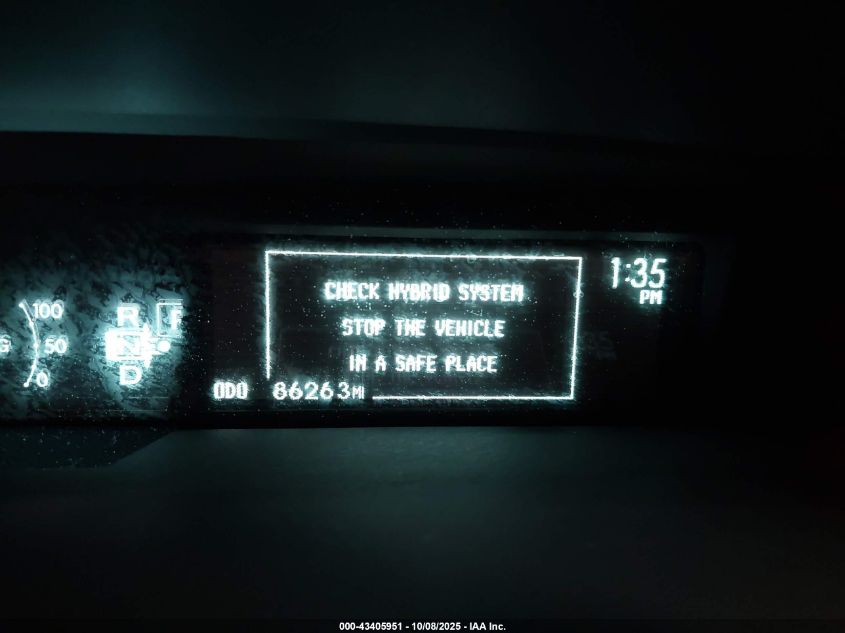 1:35
PM
CHECK HYBRID SYSTEM
STOP THE VEHICLE
IN A SAFE PLACE
100
50
0
R
N
D
ODO 86263MI
000-43405951 - 10/08/2025 - IAA Inc.